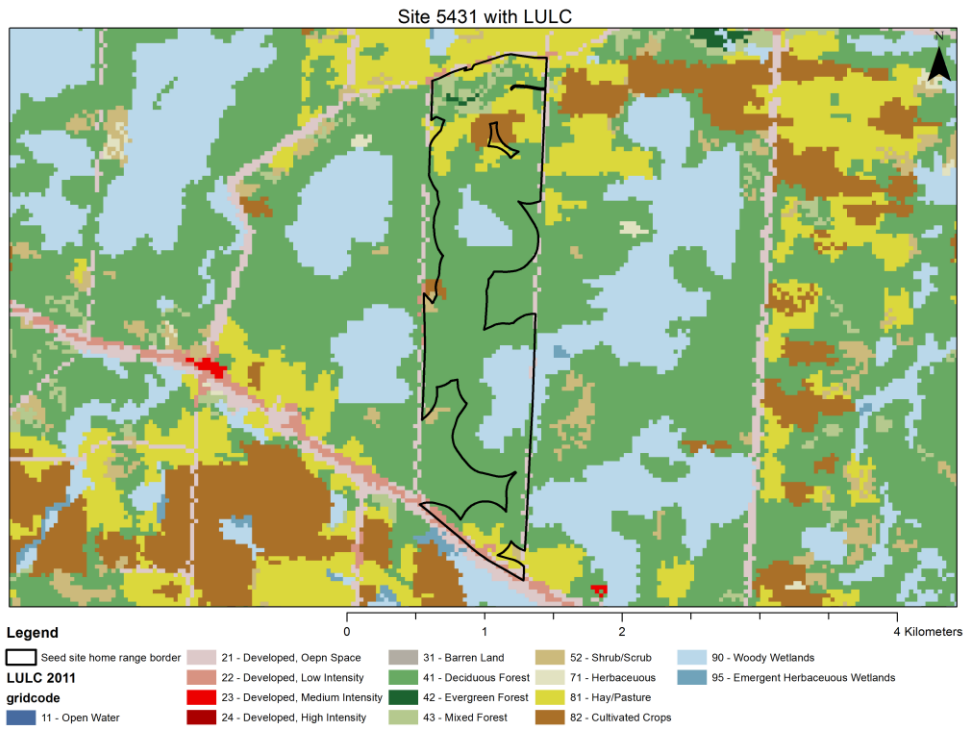 Site 5431 with LULC
N
0 1 2 4 Kilometers
Legend
Seed site home range border
LULC 2011
gridcode
11 - Open Water
21 - Developed, Oepn Space
22 - Developed, Low Intensity
23 - Developed, Medium Intensity
24 - Developed, High Intensity
31 - Barren Land
41 - Deciduous Forest
42 - Evergreen Forest
43 - Mixed Forest
52 - Shrub/Scrub
71 - Herbaceuous
81 - Hay/Pasture
82 - Cultivated Crops
90 - Woody Wetlands
95 - Emergent Herbaceuous Wetlands